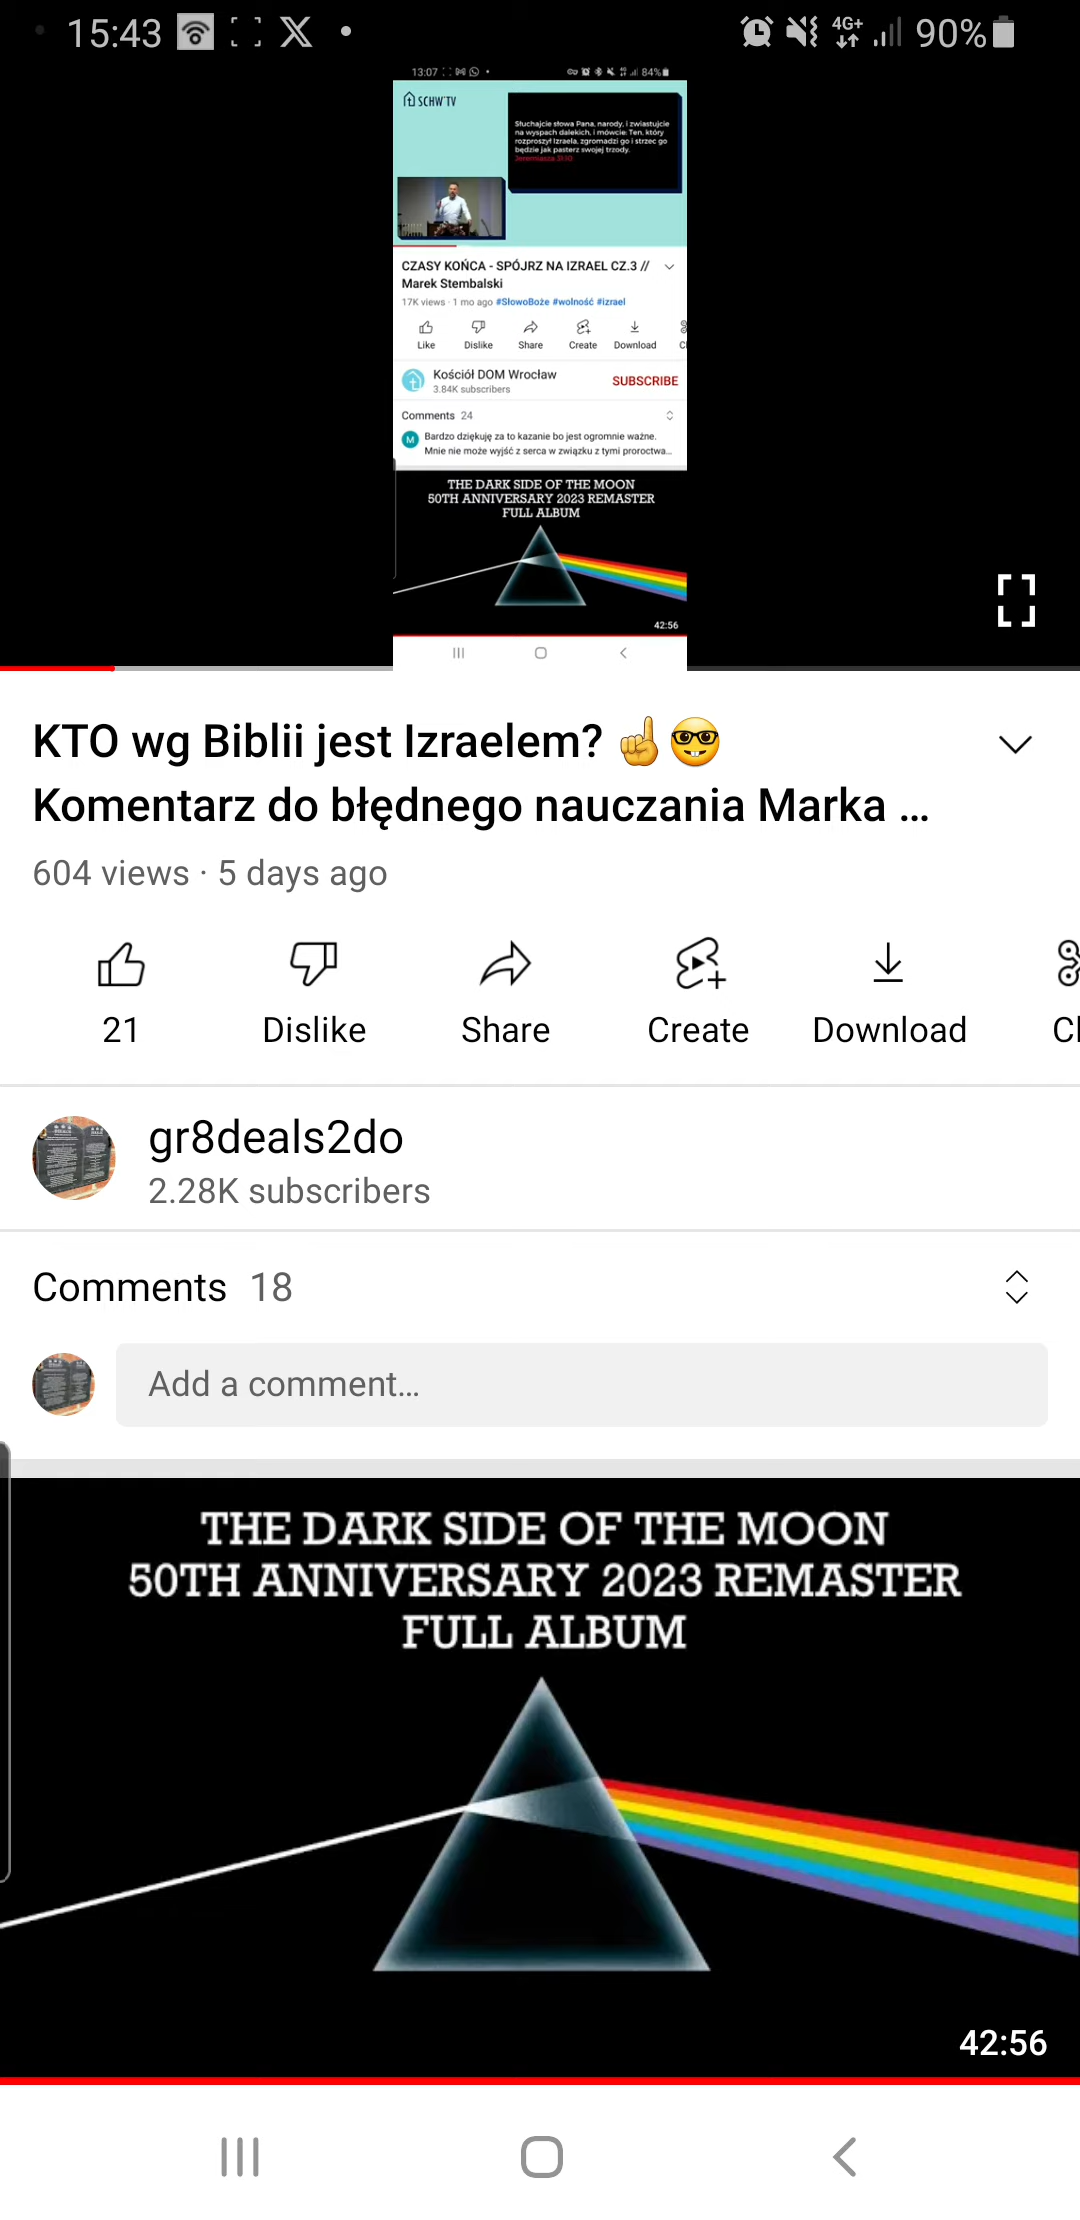 15:43
4G+
90%
13:07
84%
SCHW'TV
Słuchajcie słowa Pana, narody, i zwiastujcie
na wyspach dalekich, i mówcie: Ten, który
rozproszył Izraela, zgromadzi go i strzec go
będzie jak pasterz swojej trzody.
Jeremiasza 31:10
CZASY KOŃCA - SPÓJRZ NA IZRAEL CZ.3 //
Marek Stembalski
17K views · 1 mo ago #SłowoBoże #wolność #izrael
Like Dislike Share Create Download Cl
Kościół DOM Wrocław
3.84K subscribers
SUBSCRIBE
Comments 24
M
Bardzo dziękuję za to kazanie bo jest ogromnie ważne.
Mnie nie może wyjść z serca w związku z tymi proroctwa...
THE DARK SIDE OF THE MOON
50TH ANNIVERSARY 2023 REMASTER
FULL ALBUM
42:56
KTO wg Biblii jest Izraelem? ☝️🤓
Komentarz do błędnego nauczania Marka ...
604 views · 5 days ago
21 Dislike Share Create Download Cl
gr8deals2do
2.28K subscribers
Comments 18
Add a comment...
THE DARK SIDE OF THE MOON
50TH ANNIVERSARY 2023 REMASTER
FULL ALBUM
42:56